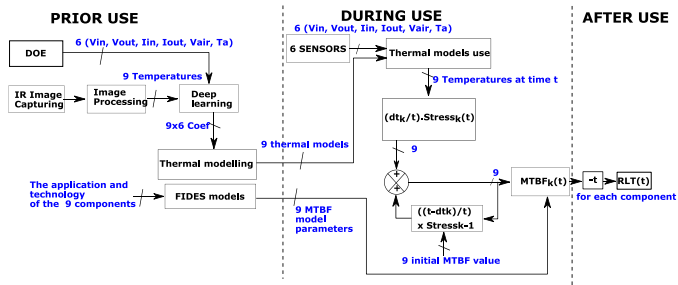 PRIOR USE
DURING USE
AFTER USE
6 (Vin, Vout, Iin, Iout, Vair, Ta)
DOE
9 Temperatures
IR Image
Capturing
Image
Processing
Deep
learning
9x6 Coef
Thermal modelling
9 thermal models
The application and
technology
of the 9 components
FIDES models
9 MTBF
model
parameters
6 (Vin, Vout, Iin, Iout, Vair, Ta)
6 SENSORS
Thermal models use
9 Temperatures at time t
(dtk/t).Stressk(t)
9
+
+
9
((t-dtk)/t)
x Stressk-1
9 initial MTBF value
MTBFk(t)
-t
RLT(t)
for each component